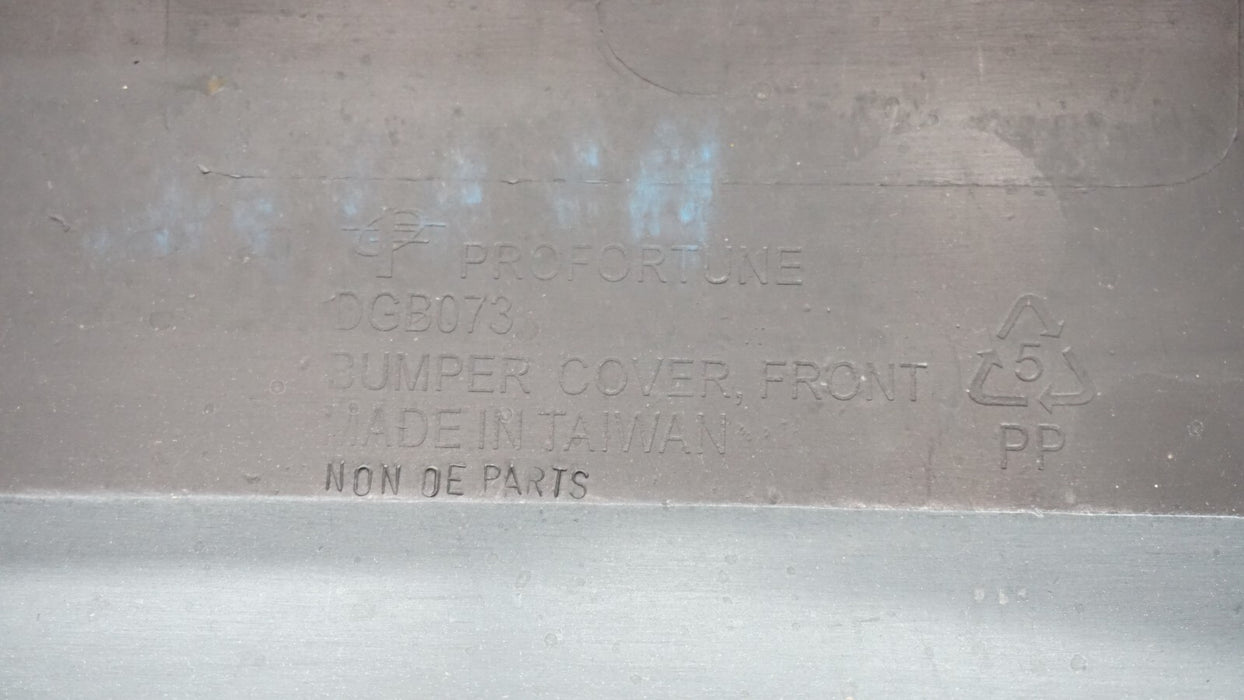 PROFORTUNE
DGB073
BUMPER COVER, FRONT
MADE IN TAIWAN
NON OE PARTS
5
PP